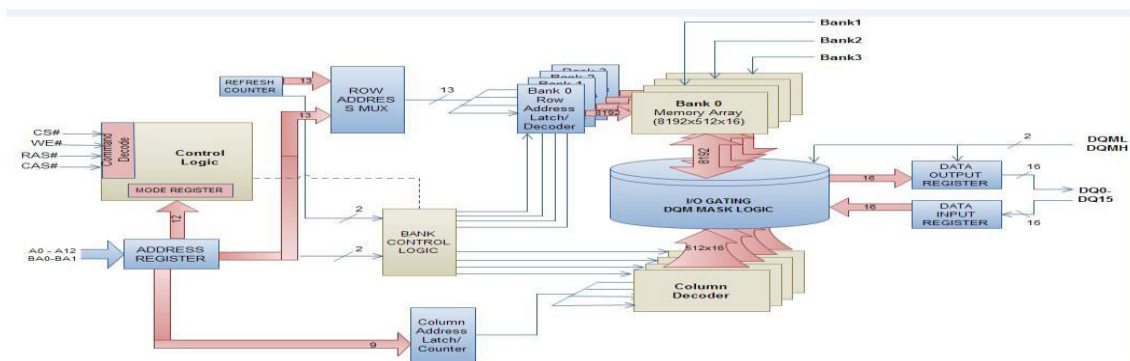 Bank1
Bank2
Bank3
REFRESH
COUNTER
13
13
ROW
ADDRES
S MUX
13
Bank 0
Row
Address
Latch/
Decoder
8192
Bank 0
Memory Array
(8192x512x16)
8192
CS#
WE#
RAS#
CAS#
Command
Decode
Control
Logic
MODE REGISTER
12
2
DQML
DQMH
I/O GATING
DQM MASK LOGIC
16
DATA
OUTPUT
REGISTER
16
DQ0-
DQ15
16
DATA
INPUT
REGISTER
16
A0 - A12
BA0-BA1
ADDRESS
REGISTER
2
2
BANK
CONTROL
LOGIC
512x16
Column
Decoder
9
Column
Address
Latch/
Counter